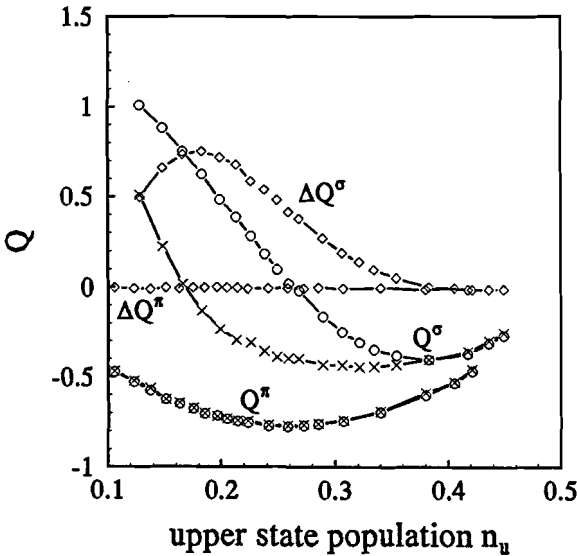 1.5
1
0.5
0
-0.5
-1
Q
ΔQ^σ
ΔQ^π
Q^σ
Q^π
0.1 0.2 0.3 0.4 0.5
upper state population n_u